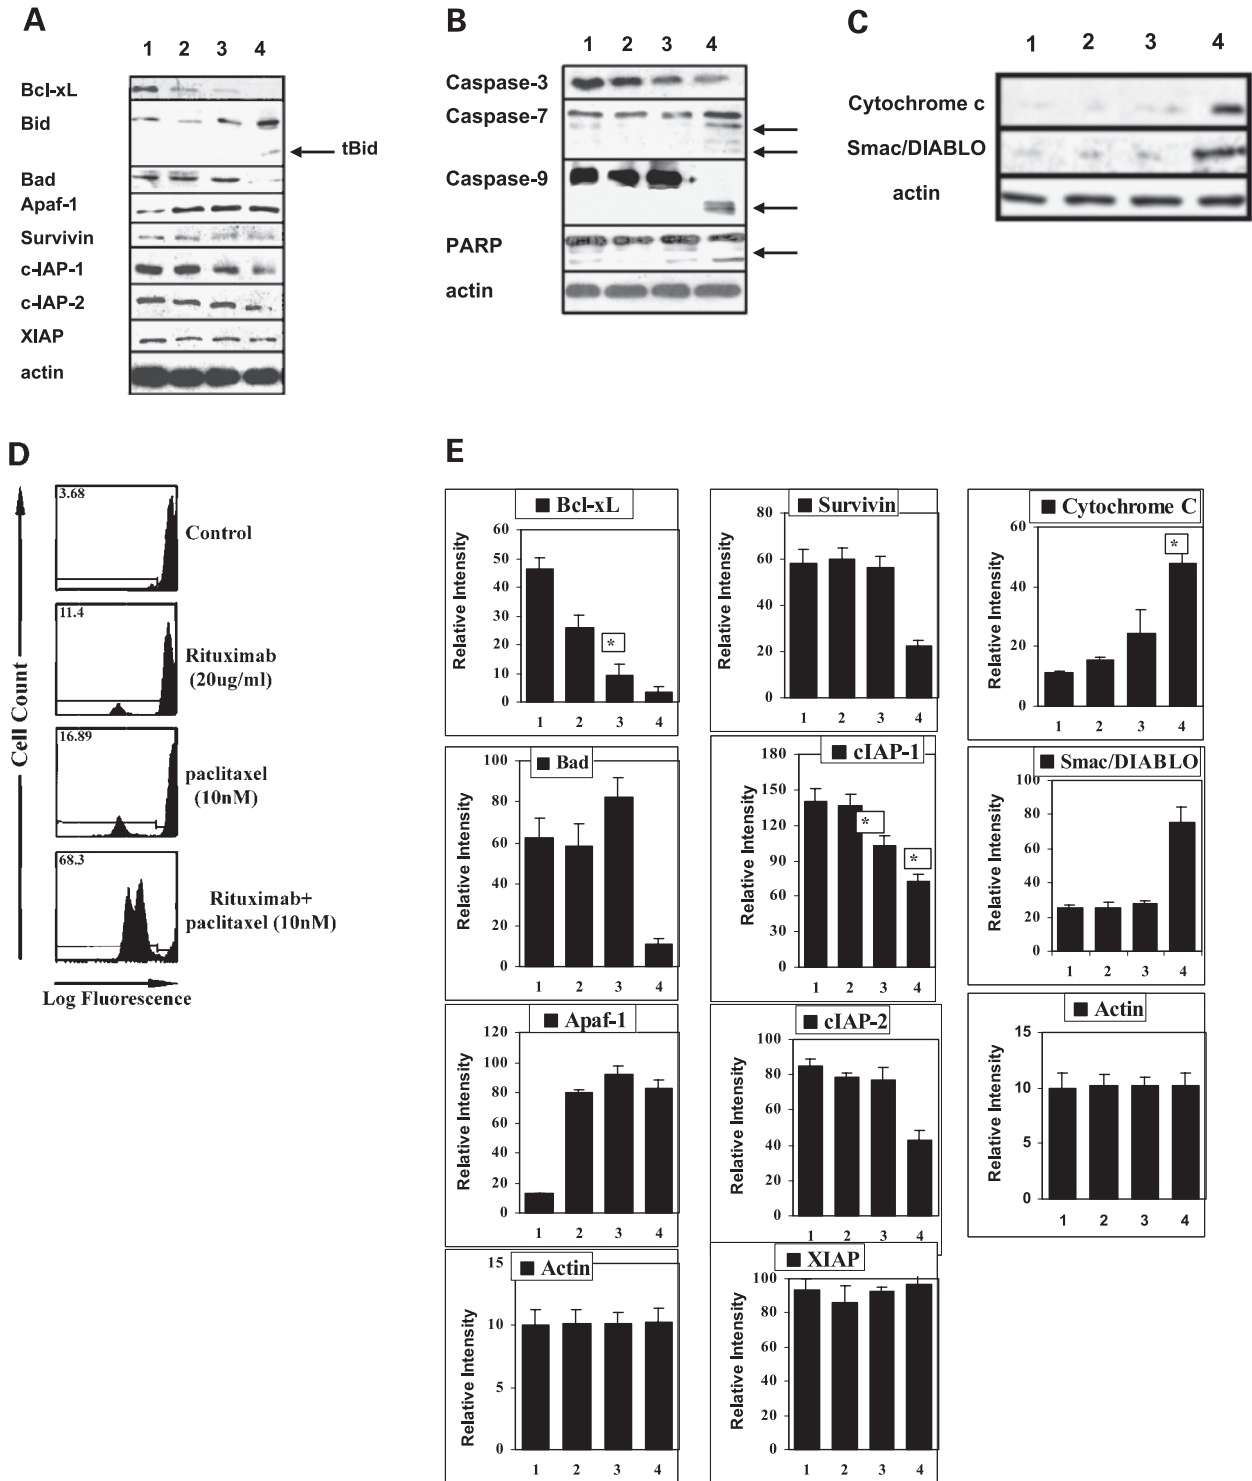 A
1 2 3 4
Bcl-xL
Bid
tBid
Bad
Apaf-1
Survivin
c-IAP-1
c-IAP-2
XIAP
actin
B
1 2 3 4
Caspase-3
Caspase-7
Caspase-9
PARP
actin
C
1 2 3 4
Cytochrome c
Smac/DIABLO
actin
D
Cell Count
3.68
Control
11.4
Rituximab
(20ug/ml)
16.89
paclitaxel
(10nM)
68.3
Rituximab+
paclitaxel (10nM)
Log Fluorescence
E
Bcl-xL
Relative Intensity
60
50
40
30
20
10
0
*
1 2 3 4
Bad
Relative Intensity
100
80
60
40
20
0
1 2 3 4
Apaf-1
Relative Intensity
120
100
80
60
40
20
0
1 2 3 4
Actin
Relative Intensity
15
10
5
0
1 2 3 4
Survivin
Relative Intensity
80
60
40
20
0
1 2 3 4
cIAP-1
Relative Intensity
180
150
120
90
60
30
0
*
*
1 2 3 4
cIAP-2
Relative Intensity
100
80
60
40
20
0
1 2 3 4
XIAP
Relative Intensity
100
80
60
40
20
0
1 2 3 4
Cytochrome C
Relative Intensity
60
40
20
0
*
1 2 3 4
Smac/DIABLO
Relative Intensity
100
80
60
40
20
0
1 2 3 4
Actin
Relative Intensity
15
10
5
0
1 2 3 4